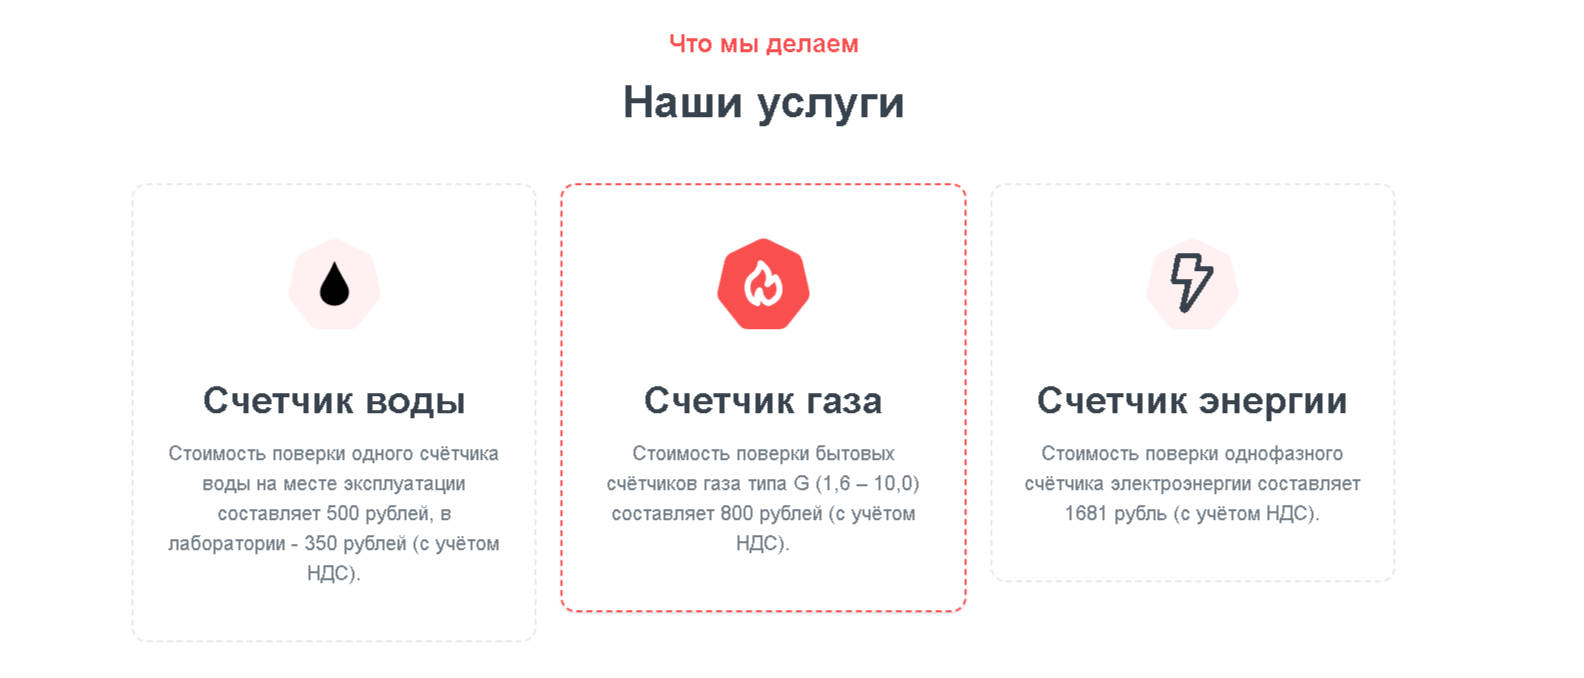 Что мы делаем
Наши услуги
Счетчик воды
Стоимость поверки одного счётчика
воды на месте эксплуатации
составляет 500 рублей, в
лаборатории - 350 рублей (с учётом
НДС).
Счетчик газа
Стоимость поверки бытовых
счётчиков газа типа G (1,6 – 10,0)
составляет 800 рублей (с учётом
НДС).
Счетчик энергии
Стоимость поверки однофазного
счётчика электроэнергии составляет
1681 рубль (с учётом НДС).